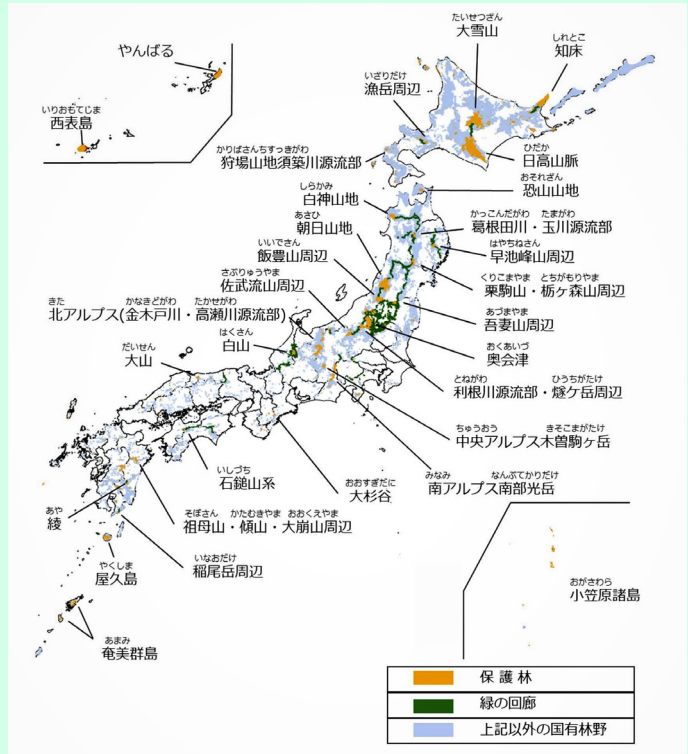 やんばる
いりおもてじま
西表島
たいせつざん
大雪山
しれとこ
知床
いざりだけ
漁岳周辺
かりばさんちすっきがわ
狩場山地須築川源流部
ひだか
日高山脈
おそれざん
恐山山地
しらかみ
白神山地
かっこんだがわ たまがわ
葛根田川・玉川源流部
あさひ
朝日山地
はやちねさん
早池峰山周辺
いいでさん
飯豊山周辺
くりこまやま とちがもりやま
栗駒山・栃ヶ森山周辺
さぶりゅうやま
佐武流山周辺
あづまやま
吾妻山周辺
きた かなきどがわ たかせがわ
北アルプス(金木戸川・高瀬川源流部)
おくあいづ
奥会津
はくさん
白山
だいせん
大山
とねがわ ひうちがたけ
利根川源流部・燧ケ岳周辺
ちゅうおう きそこまがたけ
中央アルプス木曽駒ヶ岳
みなみ なんぶてかりだけ
南アルプス南部光岳
いしづち
石鎚山系
おおすぎだに
大杉谷
あや
綾
そぼさん かたむきやま おおくえやま
祖母山・傾山・大崩山周辺
いなおだけ
稲尾岳周辺
やくしま
屋久島
おがさわら
小笠原諸島
あまみ
奄美群島
保護林
緑の回廊
上記以外の国有林野